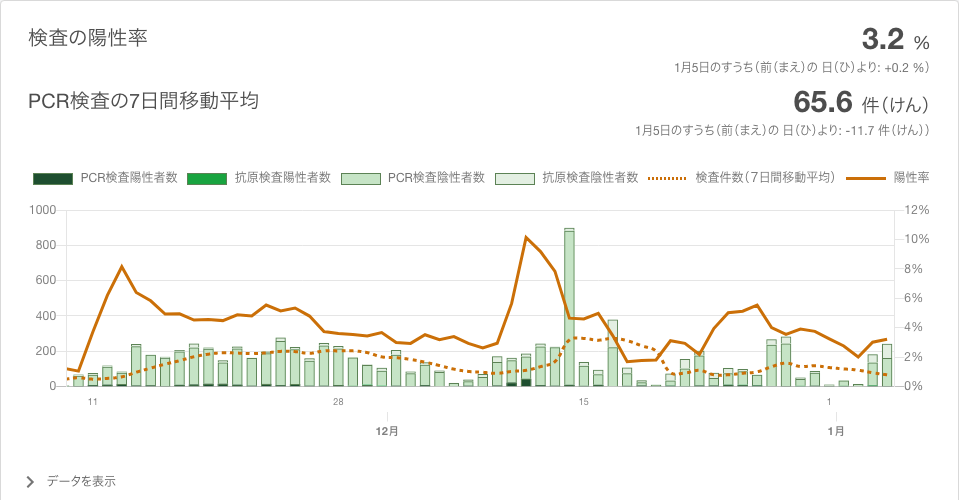 検査の陽性率
3.2 %
1月5日のすうち(前(まえ)の 日(ひ)より: +0.2 %)
PCR検査の7日間移動平均
65.6 件(けん)
1月5日のすうち(前(まえ)の 日(ひ)より: -11.7 件(けん))
PCR検査陽性者数 抗原検査陽性者数 PCR検査陰性者数 抗原検査陰性者数 検査件数(7日間移動平均) 陽性率
1000 12%
800 10%
600 8%
400 6%
200 4%
0 2%
0%
11 28 15 1
12月 1月
データを表示